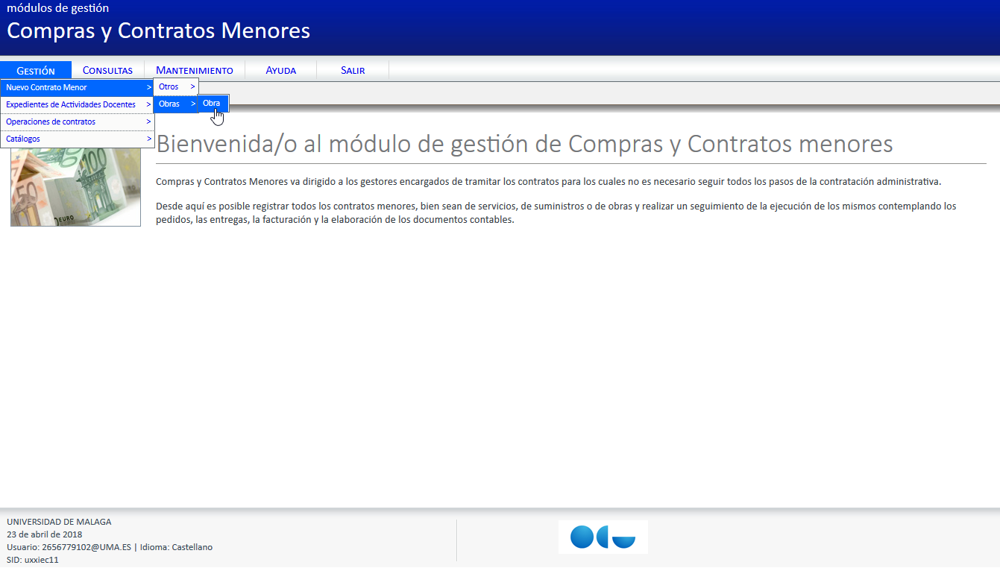 módulos de gestión
Compras y Contratos Menores
Gestión Consultas Mantenimiento Ayuda Salir
Nuevo Contrato Menor >
Expedientes de Actividades Docentes >
Operaciones de contratos >
Catálogos >
Otros >
Obras >
Obra
100
50
EURO
Bienvenida/o al módulo de gestión de Compras y Contratos menores
Compras y Contratos Menores va dirigido a los gestores encargados de tramitar los contratos para los cuales no es necesario seguir todos los pasos de la contratación administrativa.
Desde aquí es posible registrar todos los contratos menores, bien sean de servicios, de suministros o de obras y realizar un seguimiento de la ejecución de los mismos contemplando los
pedidos, las entregas, la facturación y la elaboración de los documentos contables.
UNIVERSIDAD DE MALAGA
23 de abril de 2018
Usuario: 2656779102@UMA.ES | Idioma: Castellano
SID: uxxiec11